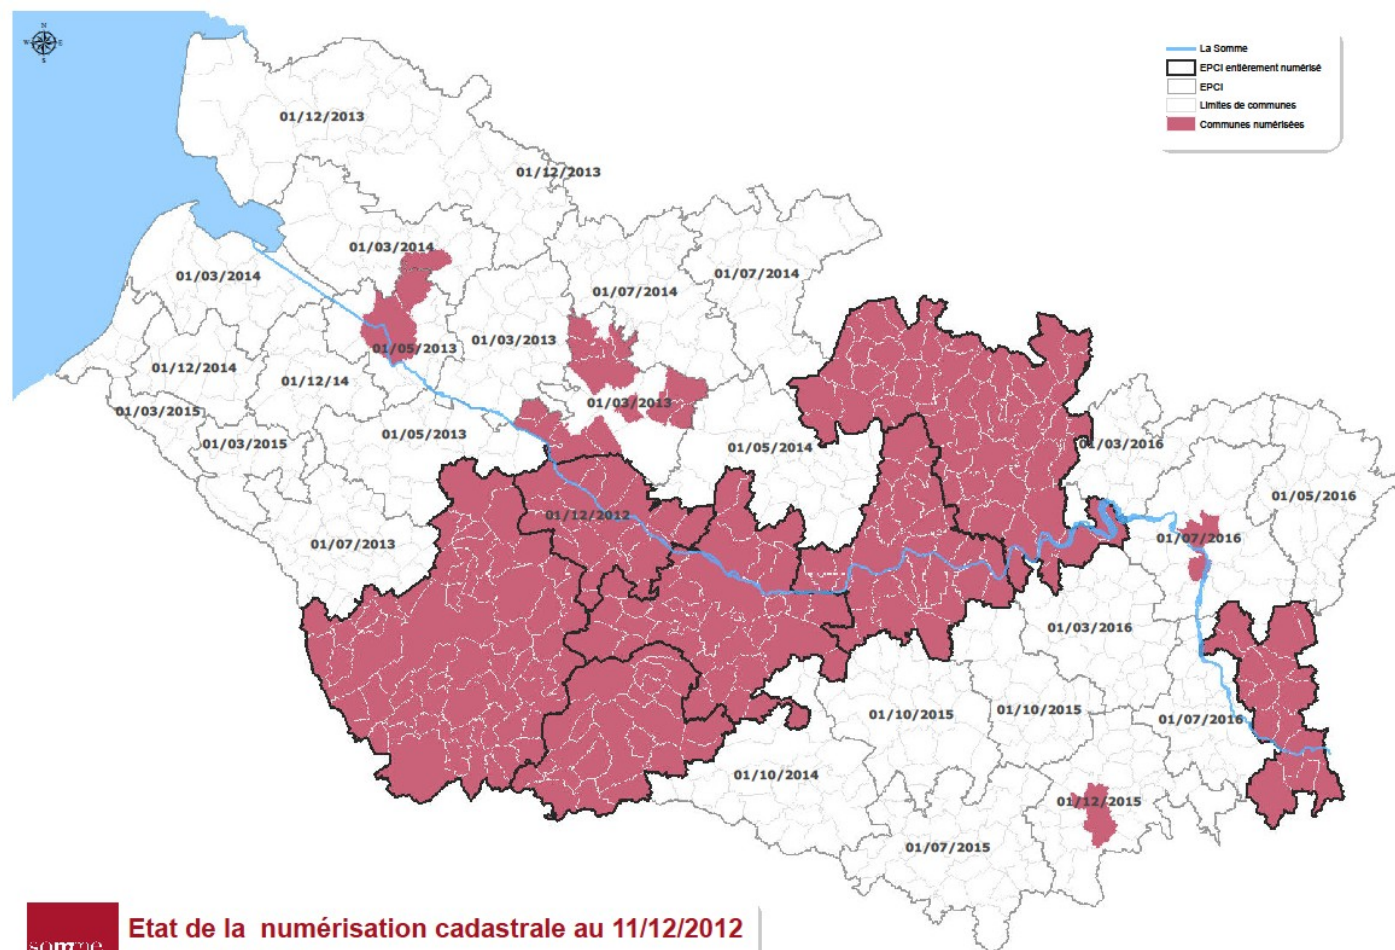 N
W E
S
La Somme
EPCI entièrement numérisé
EPCI
Limites de communes
Communes numérisées
01/12/2013
01/12/2013
01/03/2014
01/03/2014
01/07/2014
01/07/2014
01/03/2013
01/05/2013
01/12/2014
01/12/14
01/03/2015
01/03/2013
01/03/2015
01/05/2013
01/05/2014
01/03/2016
01/05/2016
01/12/2012
01/07/2013
01/07/2016
01/03/2016
01/10/2015
01/10/2015
01/07/2016
01/10/2014
01/12/2015
01/07/2015
Etat de la numérisation cadastrale au 11/12/2012
somme